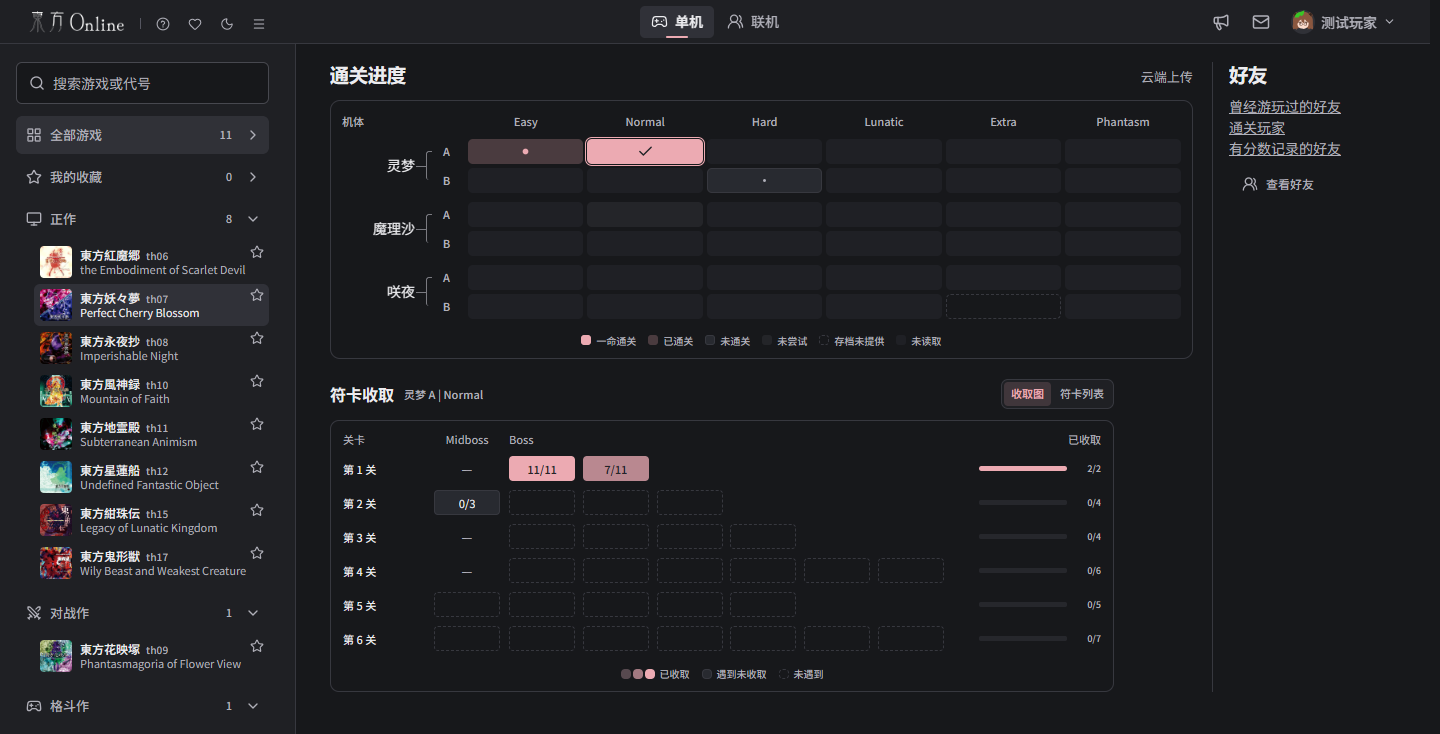 東方Online
单机
联机
测试玩家
搜索游戏或代号
全部游戏 11
我的收藏 0
正作 8
東方紅魔郷 th06
the Embodiment of Scarlet Devil
東方妖々夢 th07
Perfect Cherry Blossom
東方永夜抄 th08
Imperishable Night
東方風神録 th10
Mountain of Faith
東方地霊殿 th11
Subterranean Animism
東方星蓮船 th12
Undefined Fantastic Object
東方紺珠伝 th15
Legacy of Lunatic Kingdom
東方鬼形獣 th17
Wily Beast and Weakest Creature
对战作 1
東方花映塚 th09
Phantasmagoria of Flower View
格斗作 1
通关进度
云端上传
机体 Easy Normal Hard Lunatic Extra Phantasm
灵梦
A
B
魔理沙
A
B
咲夜
A
B
一命通关 已通关 未通关 未尝试 存档未提供 未读取
符卡收取 灵梦 A | Normal
收取图 符卡列表
关卡 Midboss Boss 已收取
第 1 关 — 11/11 7/11 2/2
第 2 关 0/3 0/4
第 3 关 — 0/4
第 4 关 — 0/6
第 5 关 0/5
第 6 关 0/7
已收取 遇到未收取 未遇到
好友
曾经游玩过的好友
通关玩家
有分数记录的好友
查看好友